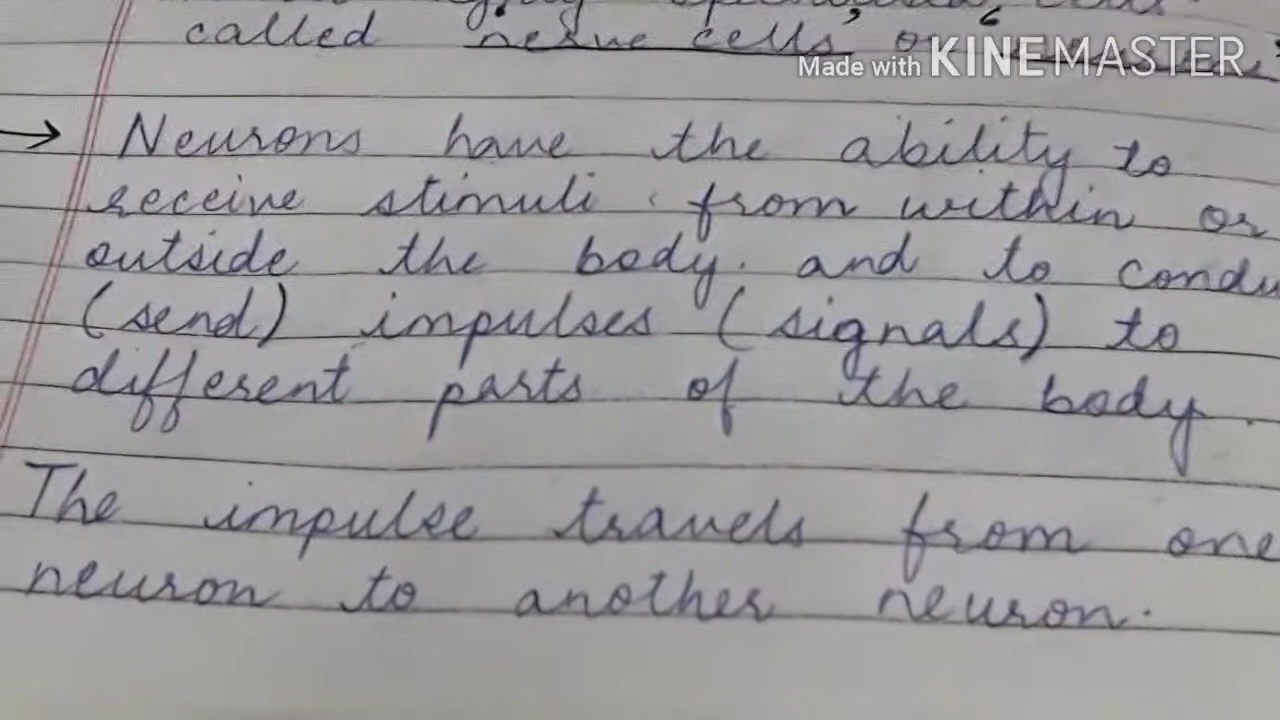 called nerve cells or
Made with KINEMASTER
→ Neurons have the ability to
receive stimuli from within or
outside the body. and to condu
(send) impulses (signals) to
different parts of the body.
The impulse travels from one
neuron to another neuron.